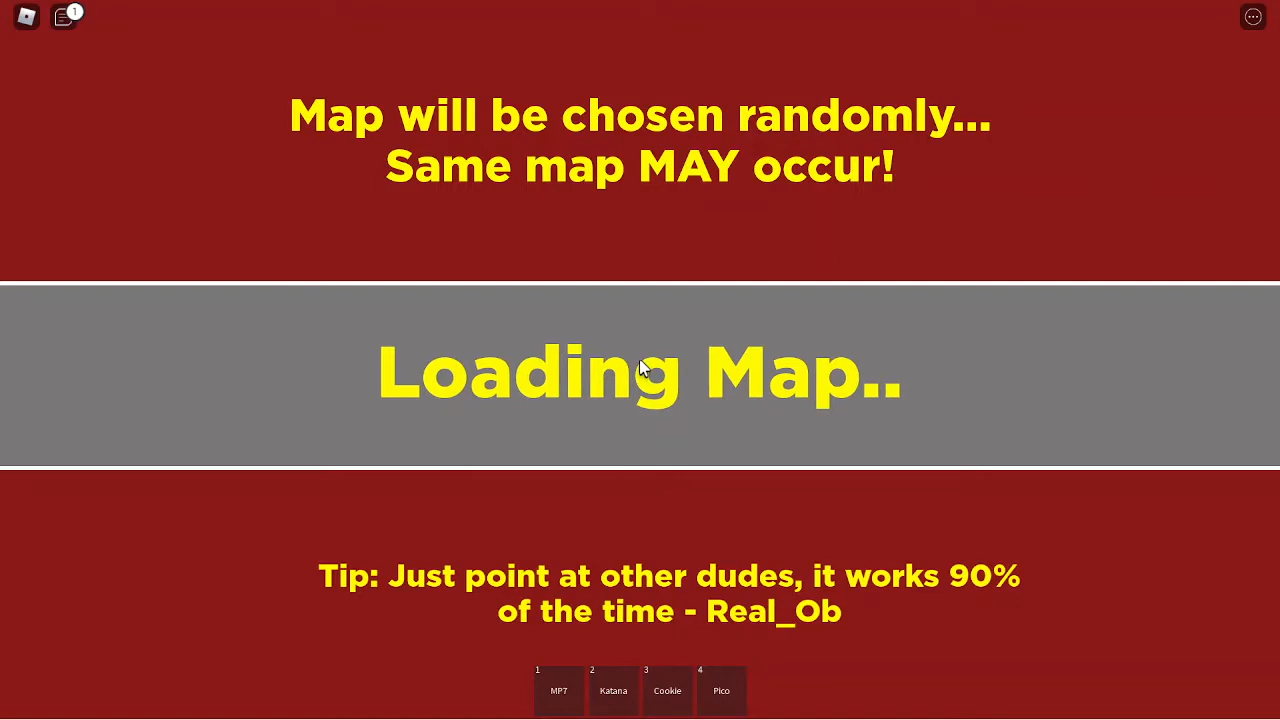 1
Map will be chosen randomly...
Same map MAY occur!
Loading Map..
Tip: Just point at other dudes, it works 90%
of the time - Real_Ob
1 2 3 4
MP7 Katana Cookie Pico